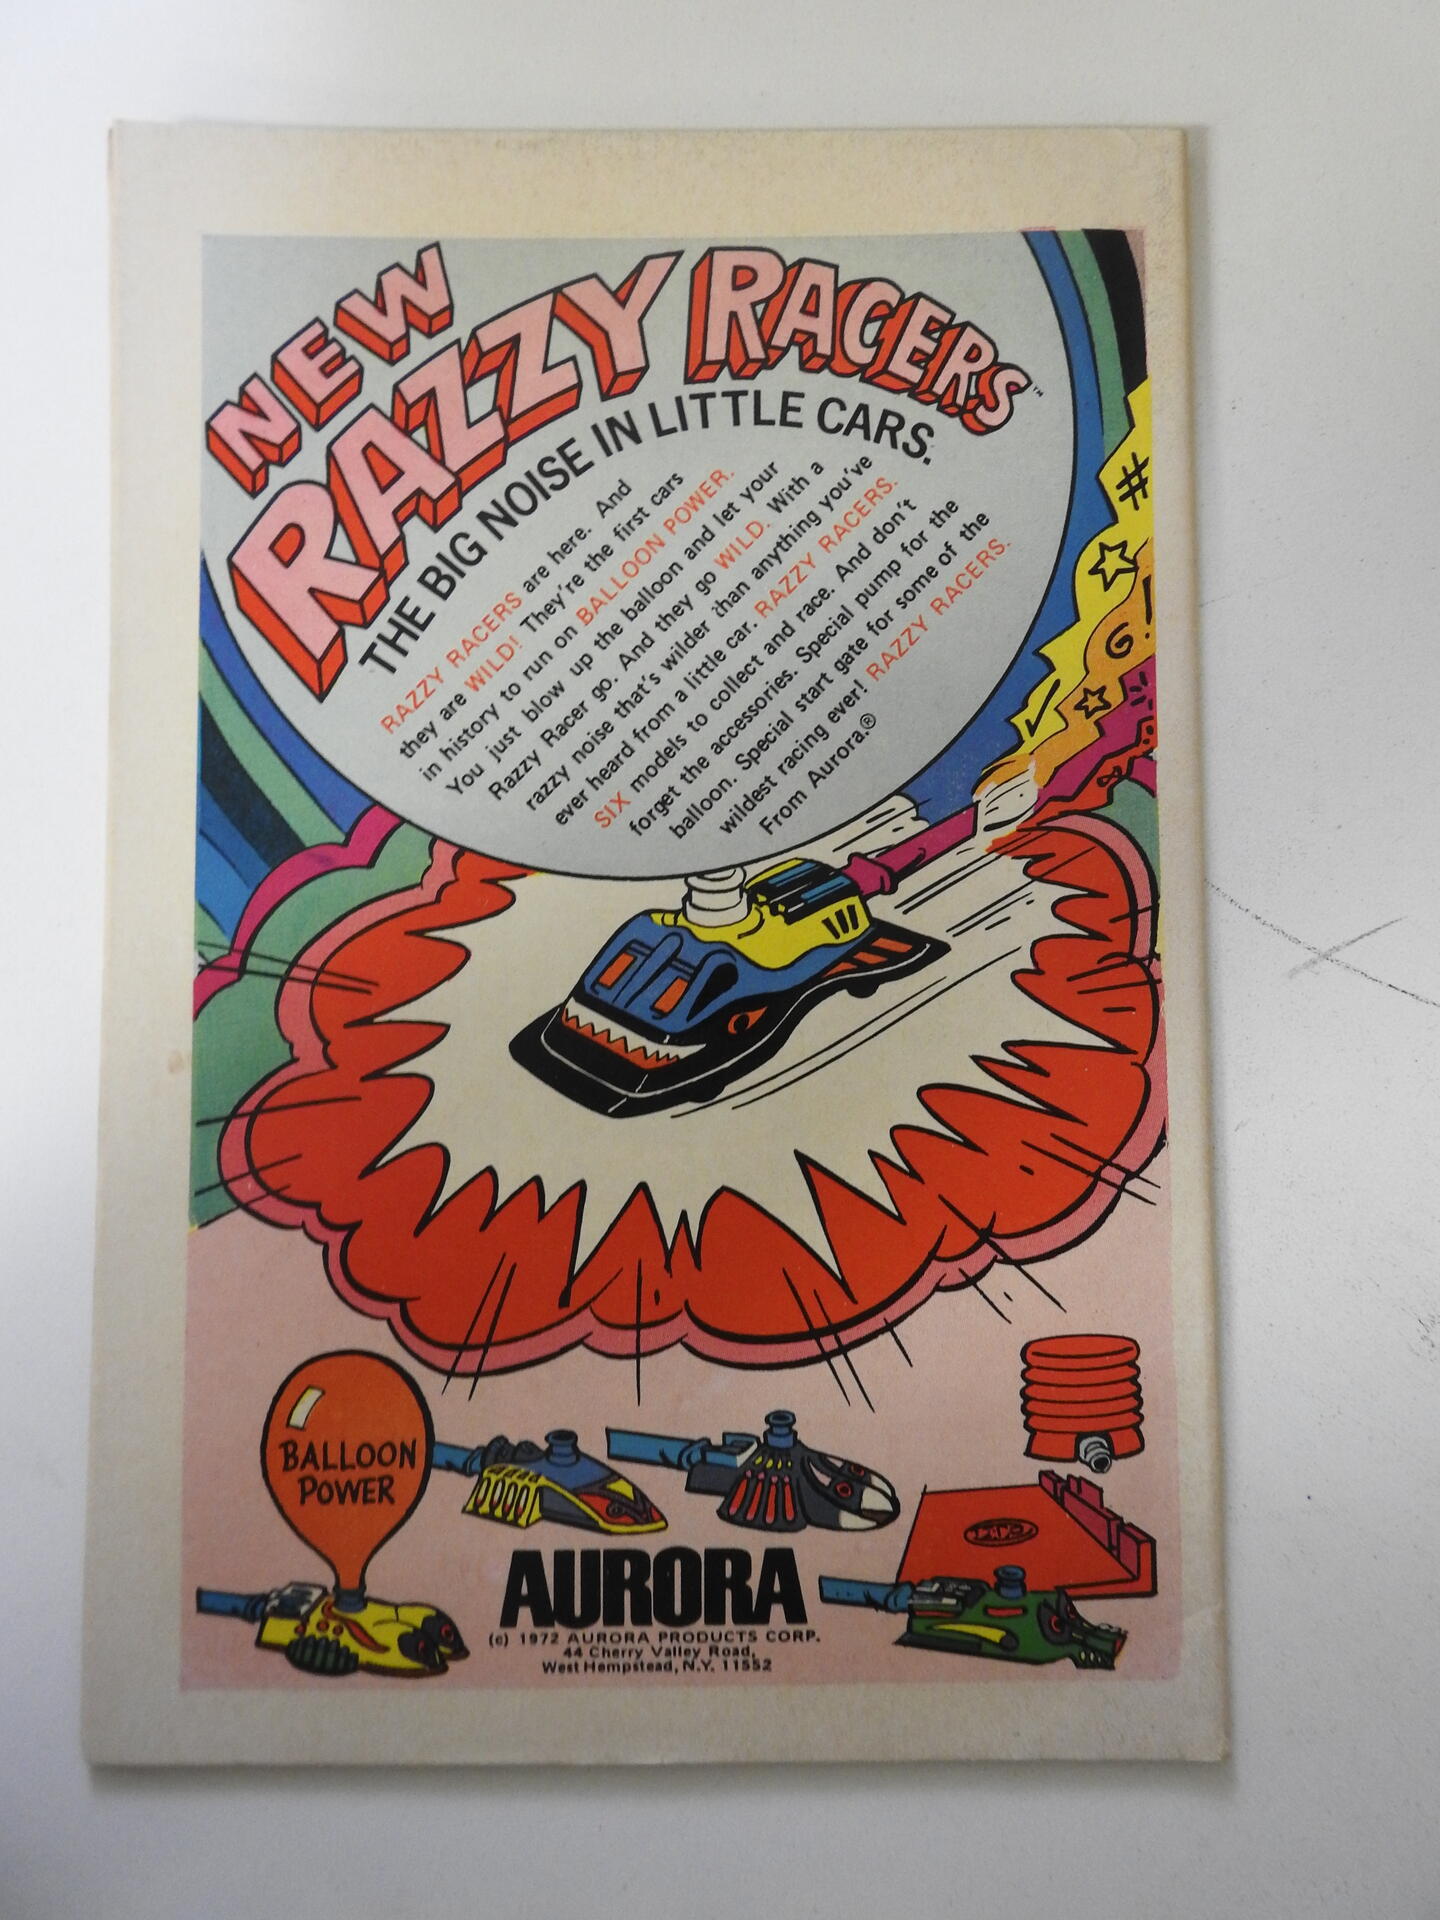 NEW
RAZZY RACERS™
THE BIG NOISE IN LITTLE CARS.
RAZZY RACERS are here. And
they are WILD! They're the first cars
in history to run on BALLOON POWER.
You just blow up the balloon and let your
Razzy Racer go. And they go WILD. With a
razzy noise that's wilder than anything you've
ever heard from a little car. RAZZY RACERS.
SIX models to collect and race. And don't
forget the accessories. Special pump for the
balloon. Special start gate for some of the
wildest racing ever! RAZZY RACERS.
From Aurora.®
#
G!
BALLOON
POWER
AURORA
(c) 1972 AURORA PRODUCTS CORP.
44 Cherry Valley Road,
West Hempstead, N.Y. 11552